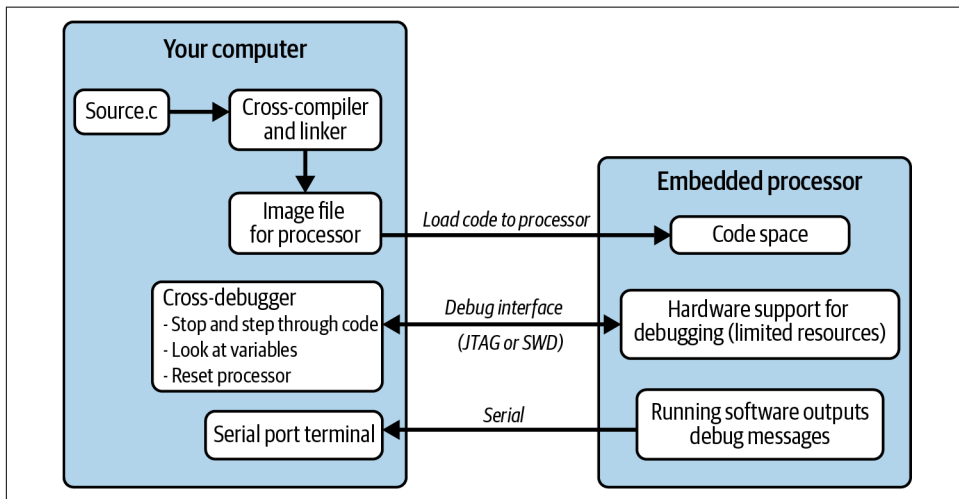 Your computer
Source.c
Cross-compiler
and linker
Image file
for processor
Load code to processor
Embedded processor
Code space
Cross-debugger
- Stop and step through code
- Look at variables
- Reset processor
Debug interface
(JTAG or SWD)
Hardware support for
debugging (limited resources)
Serial port terminal
Serial
Running software outputs
debug messages